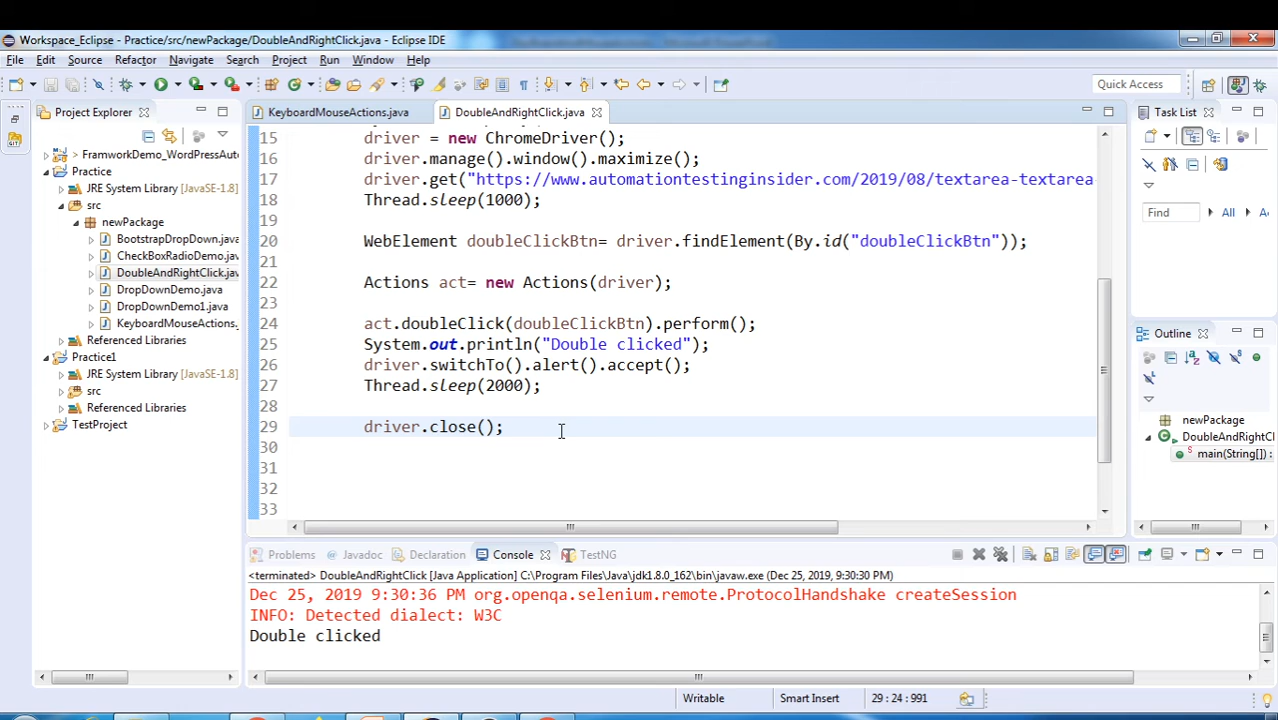 Workspace_Eclipse - Practice/src/newPackage/DoubleAndRightClick.java - Eclipse IDE
File Edit Source Refactor Navigate Search Project Run Window Help
Quick Access
Project Explorer
KeyboardMouseActions.java
DoubleAndRightClick.java
Task List
> FramworkDemo_WordPressAuto
Practice
JRE System Library [JavaSE-1.8]
src
newPackage
BootstrapDropDown.java
CheckBoxRadioDemo.jav
DoubleAndRightClick.jav
DropDownDemo.java
DropDownDemo1.java
KeyboardMouseActions.
Referenced Libraries
Practice1
JRE System Library [JavaSE-1.8]
src
Referenced Libraries
TestProject
15 driver = new ChromeDriver();
16 driver.manage().window().maximize();
17 driver.get("https://www.automationtestinginsider.com/2019/08/textarea-textarea-
18 Thread.sleep(1000);
19
20 WebElement doubleClickBtn= driver.findElement(By.id("doubleClickBtn"));
21
22 Actions act= new Actions(driver);
23
24 act.doubleClick(doubleClickBtn).perform();
25 System.out.println("Double clicked");
26 driver.switchTo().alert().accept();
27 Thread.sleep(2000);
28
29 driver.close();
30
31
32
33
Find All Ac
Outline
newPackage
DoubleAndRightCl
main(String[]) :
Problems Javadoc Declaration Console TestNG
<terminated> DoubleAndRightClick [Java Application] C:\Program Files\Java\jdk1.8.0_162\bin\javaw.exe (Dec 25, 2019 9:30:30 PM)
Dec 25, 2019 9:30:36 PM org.openqa.selenium.remote.ProtocolHandshake createSession
INFO: Detected dialect: W3C
Double clicked
Writable Smart Insert 29 : 24 : 991